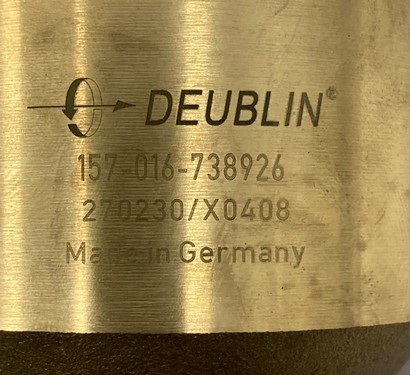 DEUBLIN®
157-016-738926
270230/X0408
Made in Germany